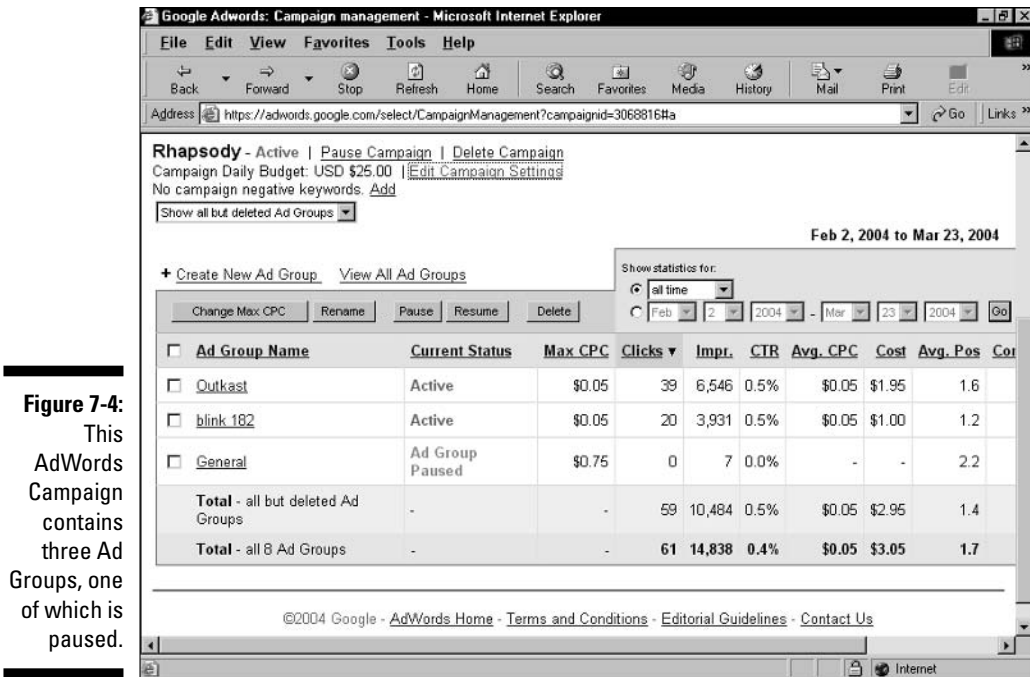 Google Adwords: Campaign management - Microsoft Internet Explorer
File Edit View Favorites Tools Help
Back Forward Stop Refresh Home Search Favorites Media History Mail Print Edit
Address https://adwords.google.com/select/CampaignManagement?campaignid=3068816#a Go Links »
Rhapsody - Active | Pause Campaign | Delete Campaign
Campaign Daily Budget: USD $25.00 | Edit Campaign Settings
No campaign negative keywords. Add
Show all but deleted Ad Groups
Feb 2, 2004 to Mar 23, 2004
+ Create New Ad Group View All Ad Groups
Show statistics for:
all time
Feb 2 2004 - Mar 23 2004 Go
Change Max CPC Rename Pause Resume Delete
Ad Group Name Current Status Max CPC Clicks ▼ Impr. CTR Avg. CPC Cost Avg. Pos Con
Outkast Active $0.05 39 6,546 0.5% $0.05 $1.95 1.6
blink 182 Active $0.05 20 3,931 0.5% $0.05 $1.00 1.2
General Ad Group Paused $0.75 0 7 0.0% - - 2.2
Total - all but deleted Ad Groups - - 59 10,484 0.5% $0.05 $2.95 1.4
Total - all 8 Ad Groups - - 61 14,838 0.4% $0.05 $3.05 1.7
©2004 Google - AdWords Home - Terms and Conditions - Editorial Guidelines - Contact Us
Internet
Figure 7-4:
This
AdWords
Campaign
contains
three Ad
Groups, one
of which is
paused.